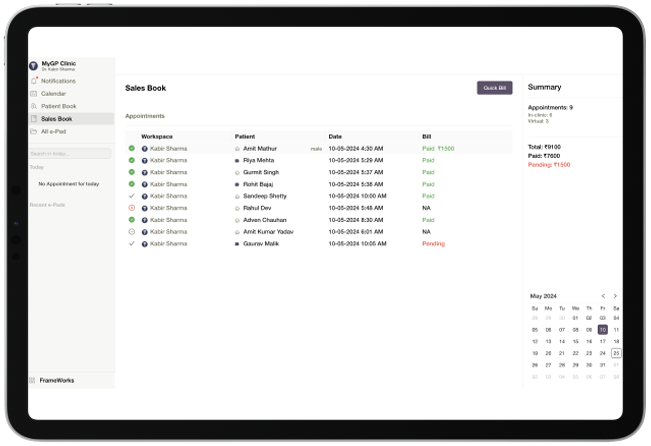 MyGP Clinic
Dr. Kabir Sharma
Notifications
Calendar
Patient Book
Sales Book
All e-Pad
Search in today...
Today
No Appointment for today
Recent e-Pads
FrameWorks
Sales Book
Quick Bill
Appointments
Workspace Patient Date Bill
Kabir Sharma Amit Mathur male 10-05-2024 4:30 AM Paid ₹1500
Kabir Sharma Riya Mehta 10-05-2024 5:29 AM Paid
Kabir Sharma Gurmit Singh 10-05-2024 5:37 AM Paid
Kabir Sharma Rohit Bajaj 10-05-2024 5:38 AM Paid
Kabir Sharma Sandeep Shetty 10-05-2024 10:00 AM Paid
Kabir Sharma Rahul Dev 10-05-2024 5:48 AM NA
Kabir Sharma Adven Chauhan 10-05-2024 8:30 AM Paid
Kabir Sharma Amit Kumar Yadav 10-05-2024 6:01 AM NA
Kabir Sharma Gaurav Malik 10-05-2024 10:05 AM Pending
Summary
Appointments: 9
In-clinic: 6
Virtual: 3
Total: ₹9100
Paid: ₹7600
Pending: ₹1500
May 2024 < >
Su Mo Tu We Th Fr Sa
28 29 30 01 02 03 04
05 06 07 08 09 10 11
12 13 14 15 16 17 18
19 20 21 22 23 24 25
26 27 28 29 30 31 01
02 03 04 05 06 07 08